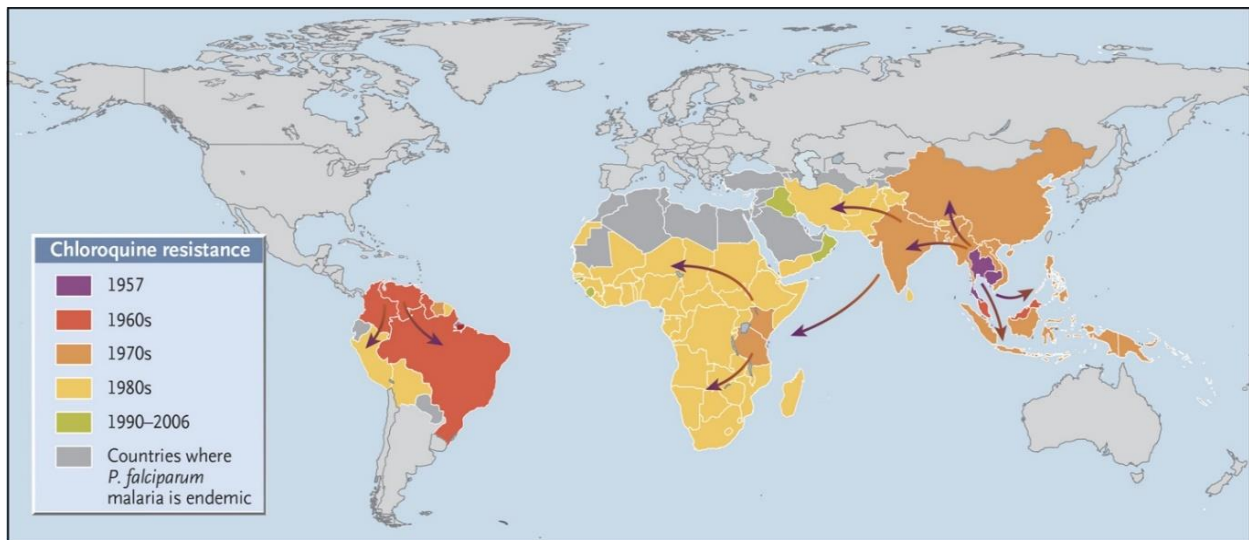 Chloroquine resistance
1957
1960s
1970s
1980s
1990–2006
Countries where
P. falciparum
malaria is endemic